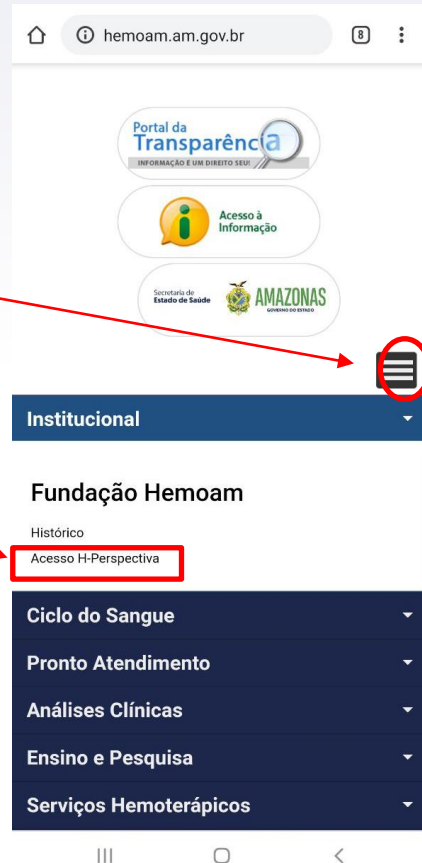 hemoam.am.gov.br
8
Portal da
Transparência
INFORMAÇÃO É UM DIREITO SEU!
Acesso à
Informação
Secretaria de
Estado de Saúde
AMAZONAS
GOVERNO DO ESTADO
Institucional
Fundação Hemoam
Histórico
Acesso H-Perspectiva
Ciclo do Sangue
Pronto Atendimento
Análises Clínicas
Ensino e Pesquisa
Serviços Hemoterápicos